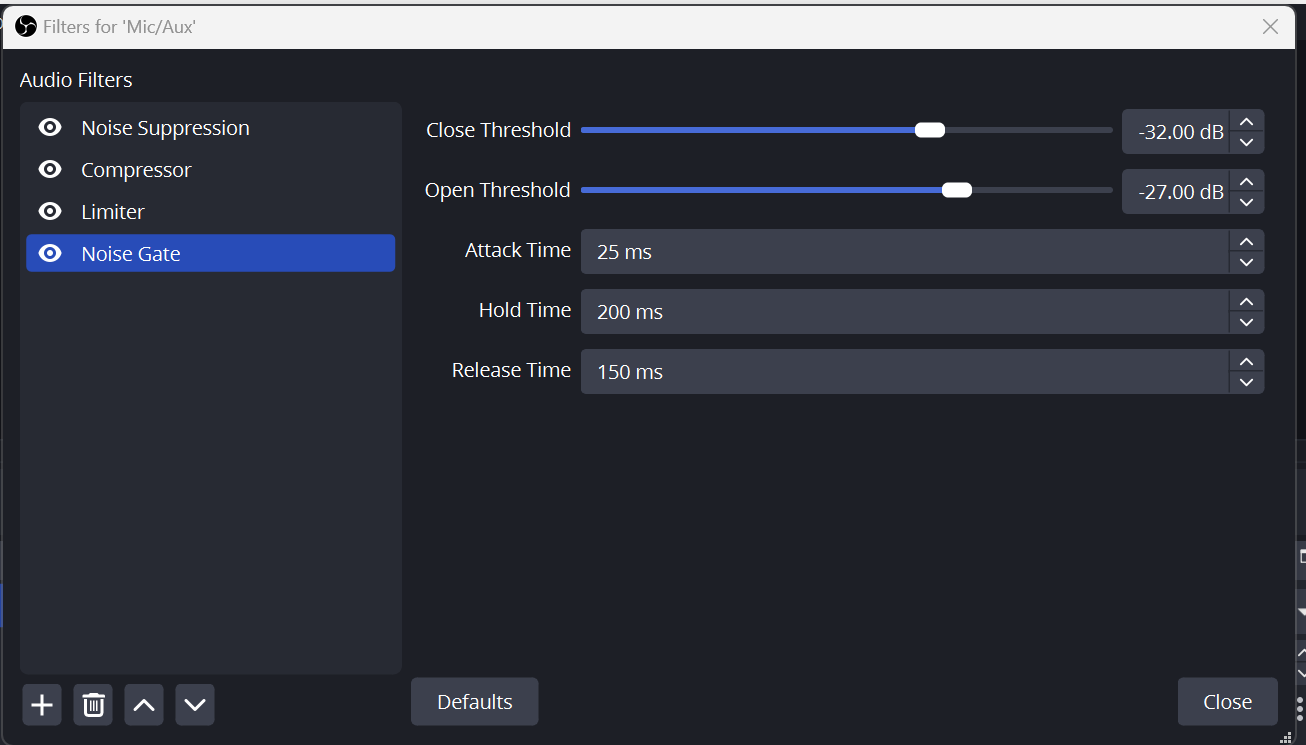 Filters for 'Mic/Aux'
Audio Filters
Noise Suppression
Compressor
Limiter
Noise Gate
Close Threshold
-32.00 dB
Open Threshold
-27.00 dB
Attack Time
25 ms
Hold Time
200 ms
Release Time
150 ms
Defaults
Close